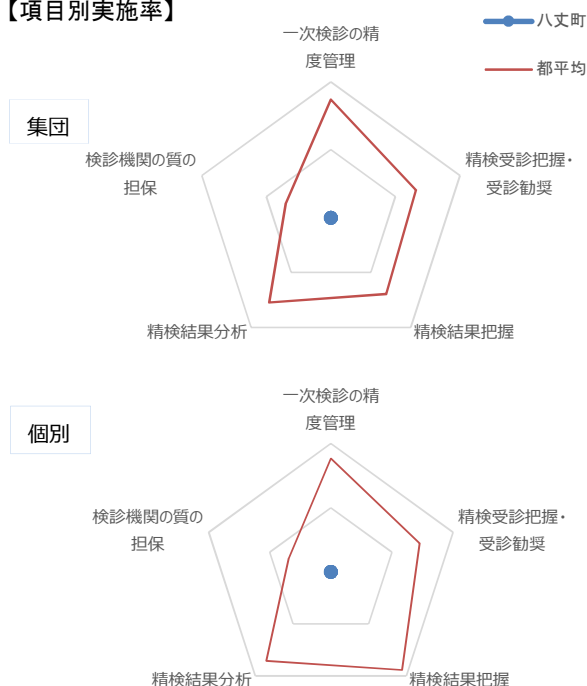 【項目別実施率】
八丈町
都平均
集団
一次検診の精
度管理
精検受診把握・
受診勧奨
精検結果把握
精検結果分析
検診機関の質の
担保
個別
一次検診の精
度管理
精検受診把握・
受診勧奨
精検結果把握
精検結果分析
検診機関の質の
担保